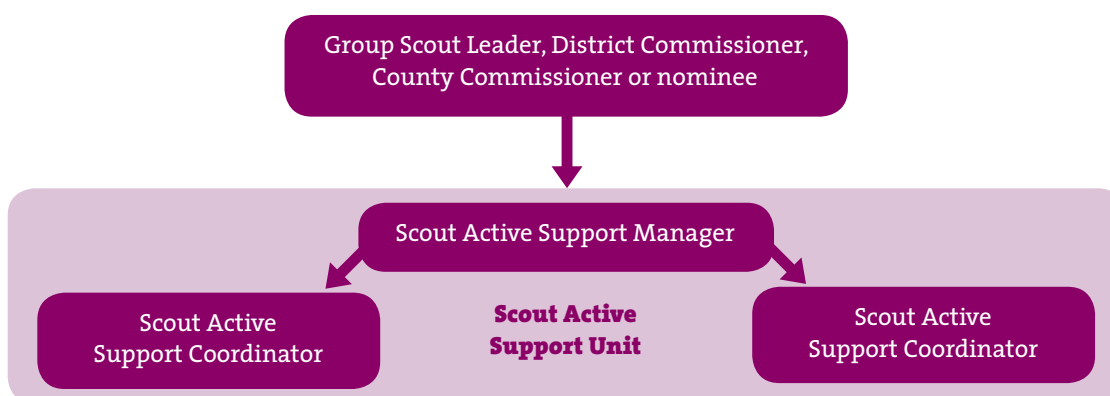 Group Scout Leader, District Commissioner,
County Commissioner or nominee
Scout Active Support Manager
Scout Active
Support Coordinator
Scout Active
Support Unit
Scout Active
Support Coordinator